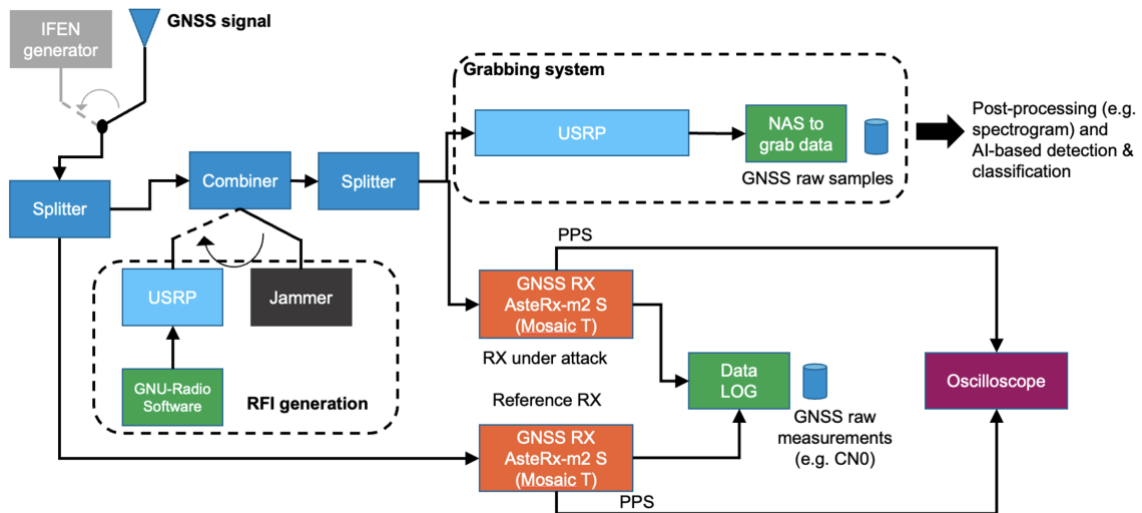 IFEN
generator
GNSS signal
Grabbing system
USRP
NAS to
grab data
GNSS raw samples
Post-processing (e.g.
spectrogram) and
AI-based detection &
classification
Splitter
Combiner
Splitter
USRP
Jammer
GNU-Radio
Software
RFI generation
PPS
GNSS RX
AsteRx-m2 S
(Mosaic T)
RX under attack
Data
LOG
GNSS raw
measurements
(e.g. CN0)
Oscilloscope
Reference RX
GNSS RX
AsteRx-m2 S
(Mosaic T)
PPS